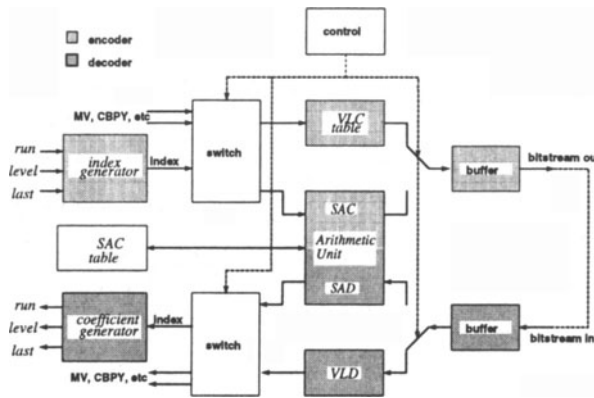 control
encoder
decoder
MV, CBPY, etc
run
level
last
index
generator
index
switch
VLC
table
buffer
bitstream out
SAC
table
SAC
Arithmetic
Unit
SAD
run
level
last
coefficient
generator
index
switch
MV, CBPY, etc
VLD
buffer
bitstream in